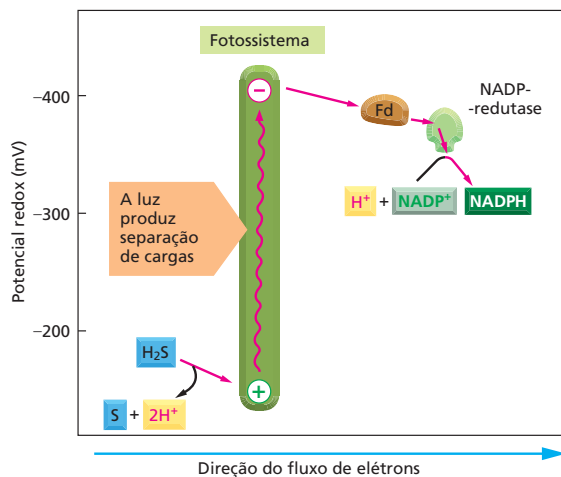 Fotossistema
NADP-
-redutase
Potencial redox (mV)
–400
–300
–200
−
Fd
H⁺ + NADP⁺ NADPH
A luz
produz
separação
de cargas
H₂S
S + 2H⁺
+
Direção do fluxo de elétrons